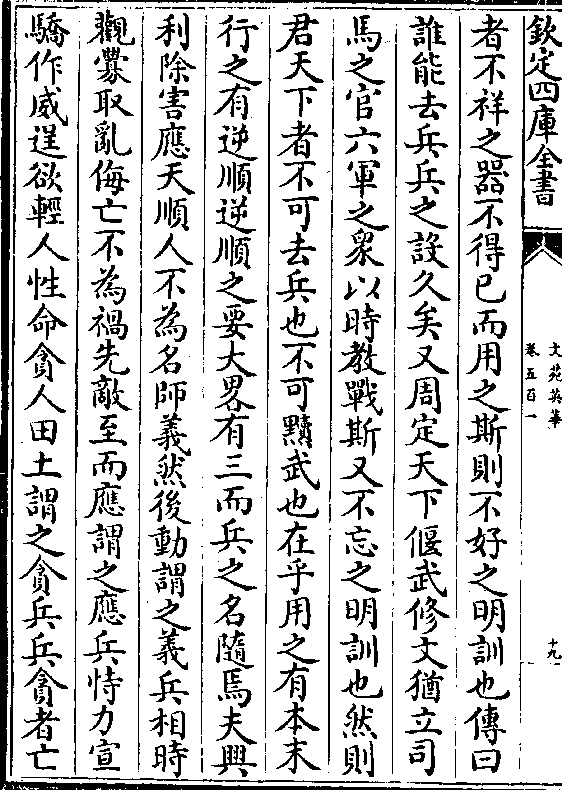 欽定四庫全書
文苑英華
卷五百一
十九
者不祥之器不得已而用之斯則不好之明訓也傳曰
誰能去兵兵之設久矣又周定天下偃武修文猶立司
馬之官六軍之衆以時教戰斯又不忘之明訓也然則
君天下者不可去兵也不可黷武也在乎用之有本末
行之有逆順逆順之要大畧有三而兵之名隨焉夫興
利除害應天順人不為名師義然後動謂之義兵相時
觀釁取亂侮亡不為禍先敵至而應謂之應兵恃力宣
驕作威逞欲輕人性命貪人田土謂之貪兵兵貪者亡